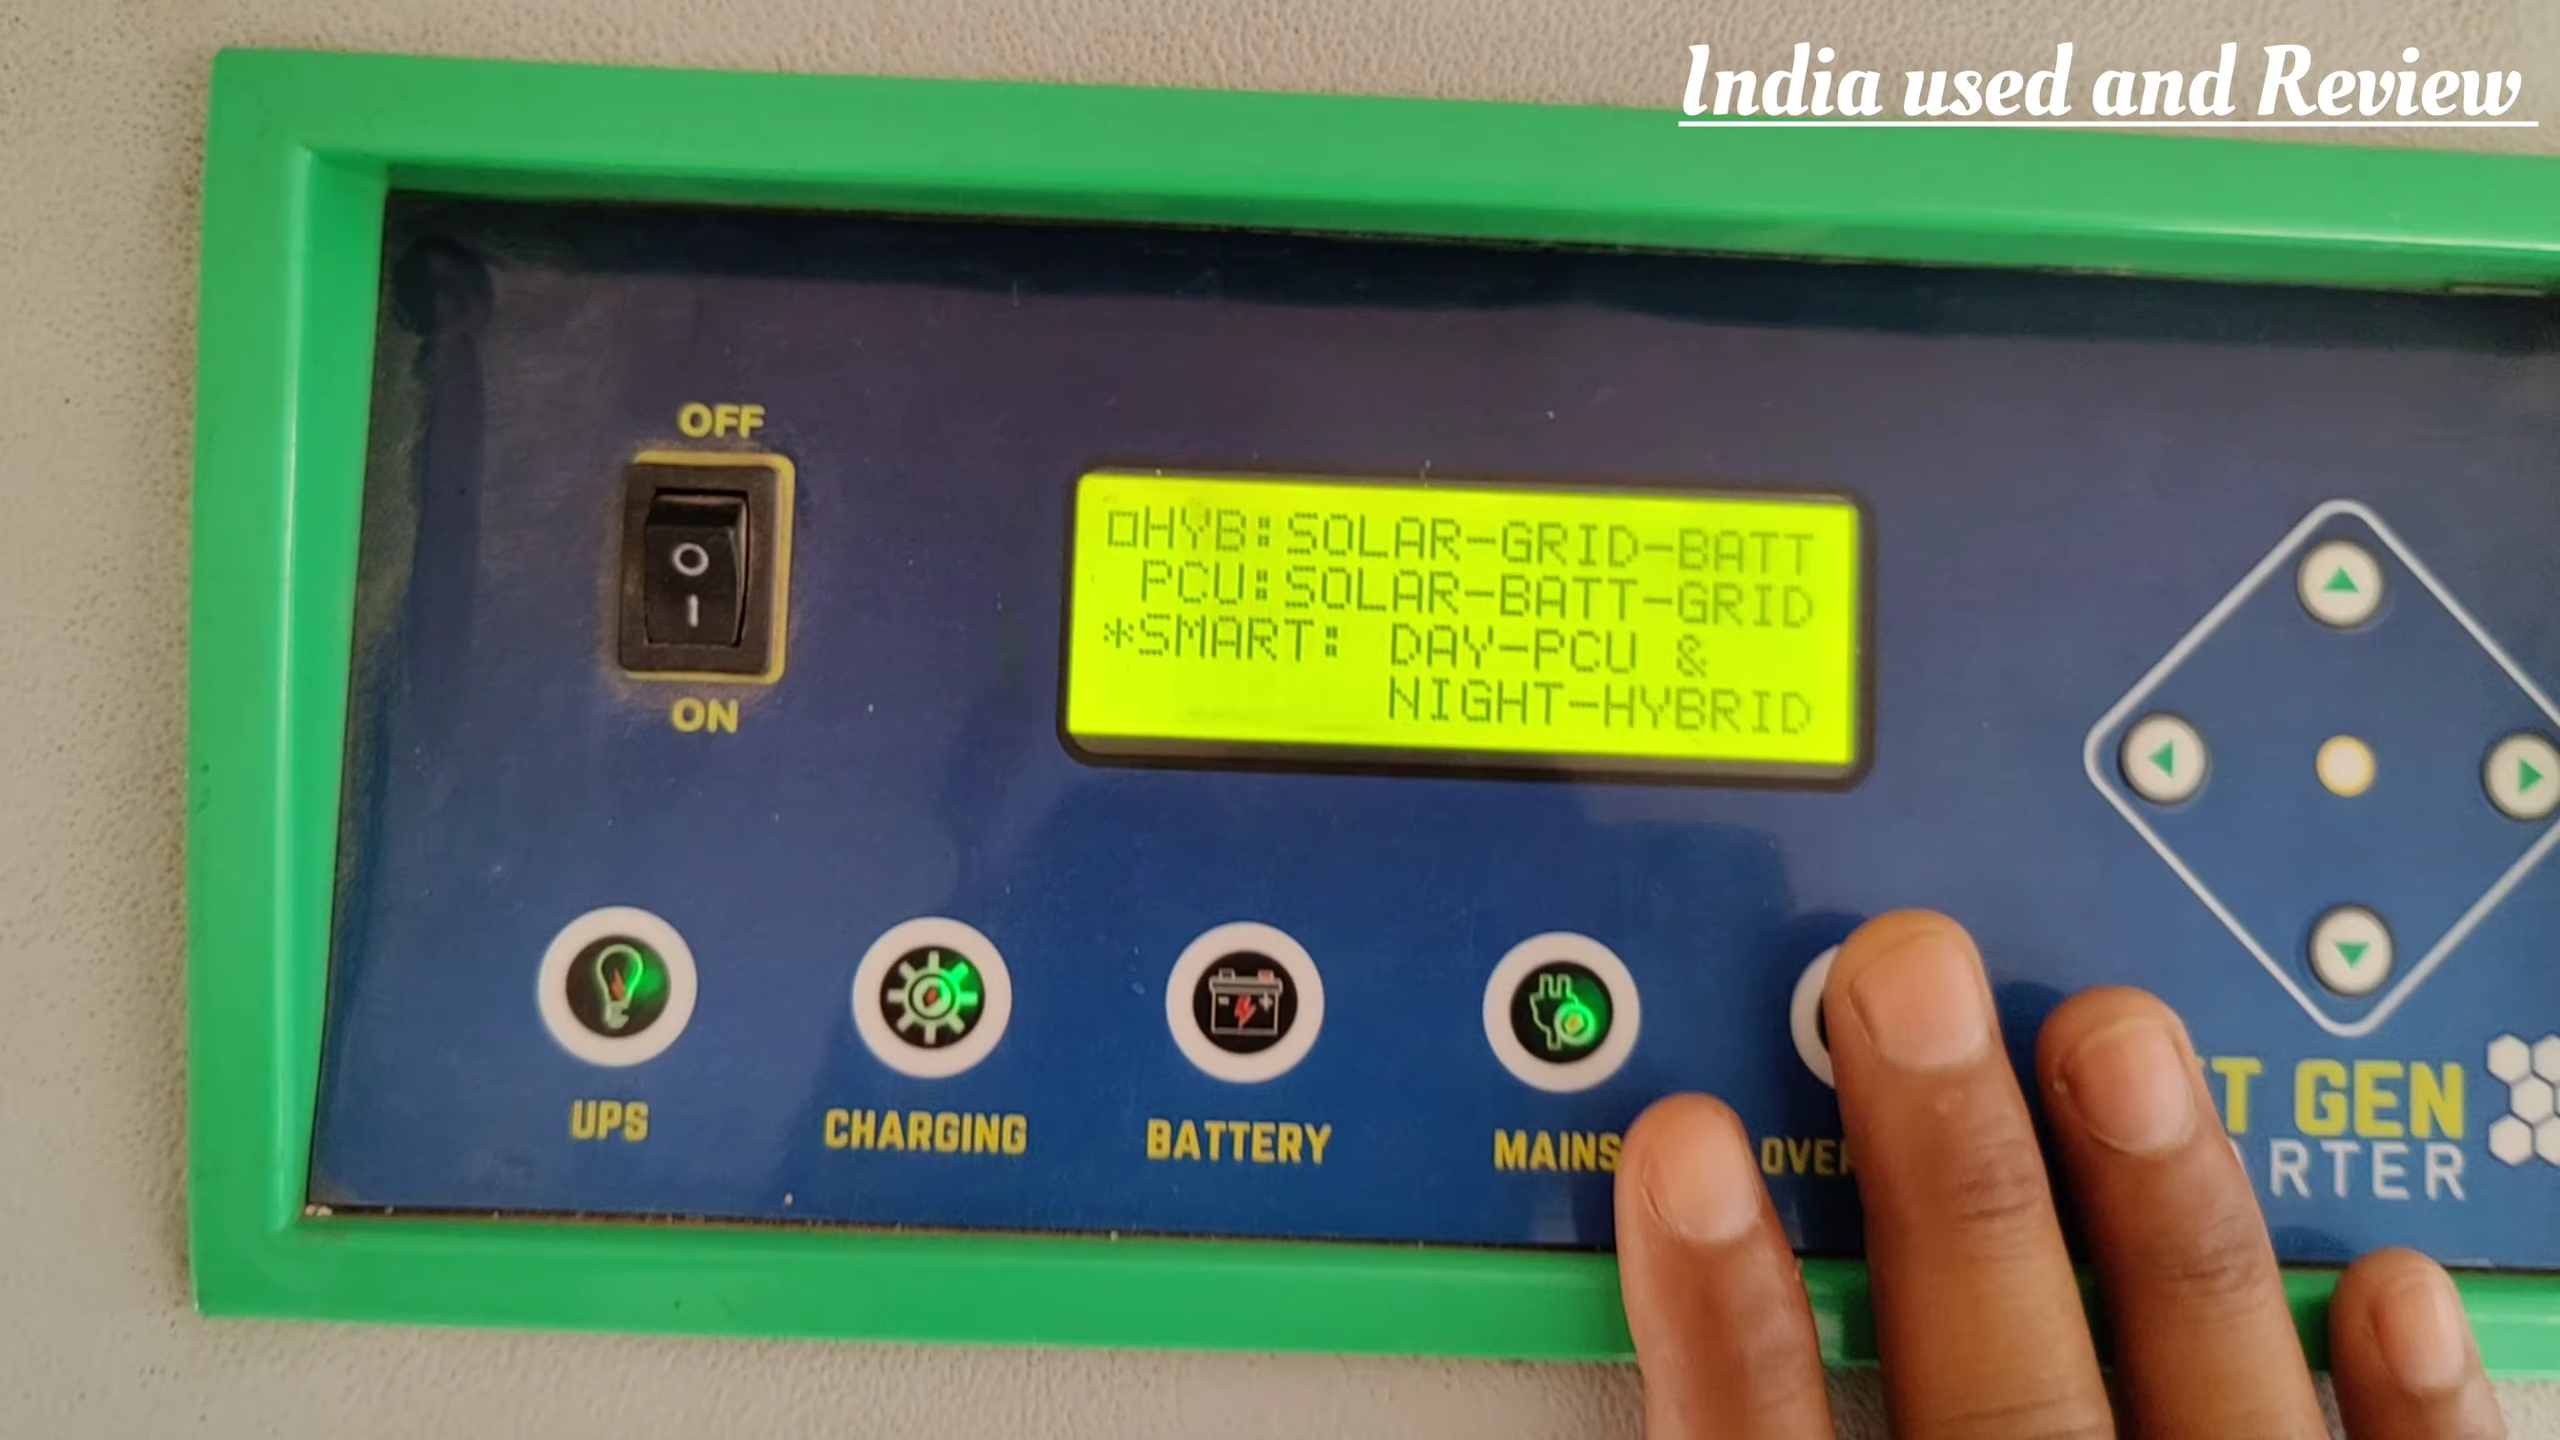 India used and Review
OFF
O
I
ON
HYB:SOLAR-GRID-BATT
PCU:SOLAR-BATT-GRID
*SMART: DAY-PCU &
NIGHT-HYBRID
UPS
CHARGING
BATTERY
MAINS
GEN